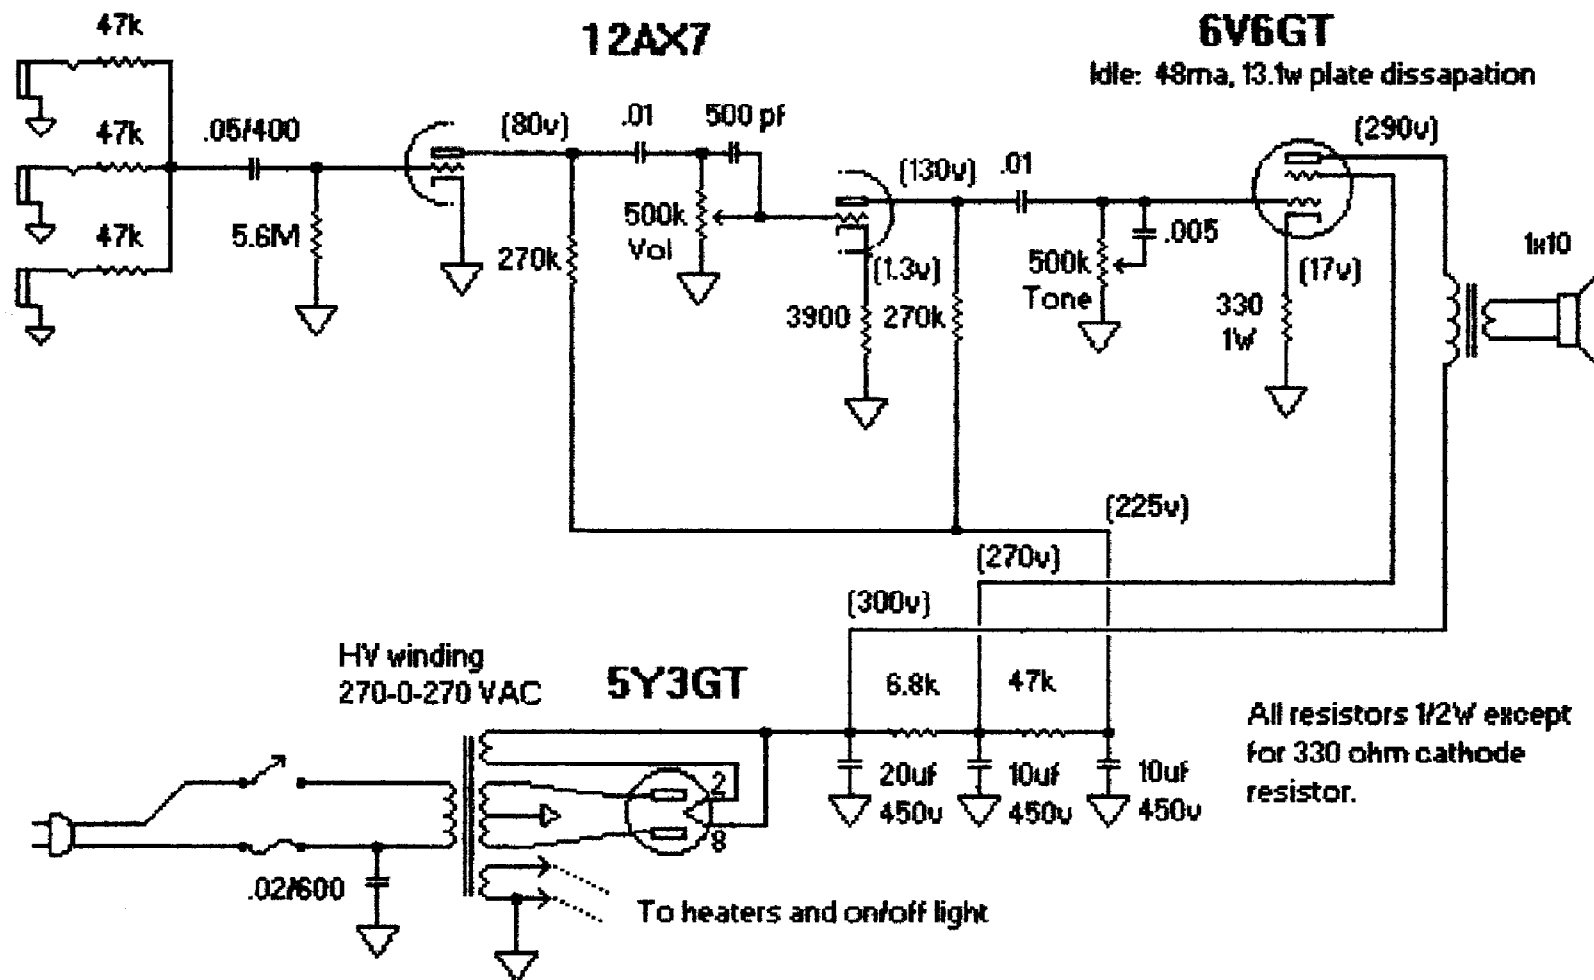 47k
12AX7
6V6GT
Idle: 48ma, 13.1w plate dissapation
47k
.05/400
(80v)
.01
500 pf
(290v)
47k
5.6M
270k
500k
Vol
(130v)
.01
(1.3v)
3900
270k
500k
Tone
.005
(17v)
330
1W
1x10
(225v)
(270v)
(300v)
HV winding
270-0-270 VAC
5Y3GT
6.8k
47k
All resistors 1/2W except
for 330 ohm cathode
resistor.
2
8
20uf
450v
10uf
450v
10uf
450v
.02/600
To heaters and on/off light